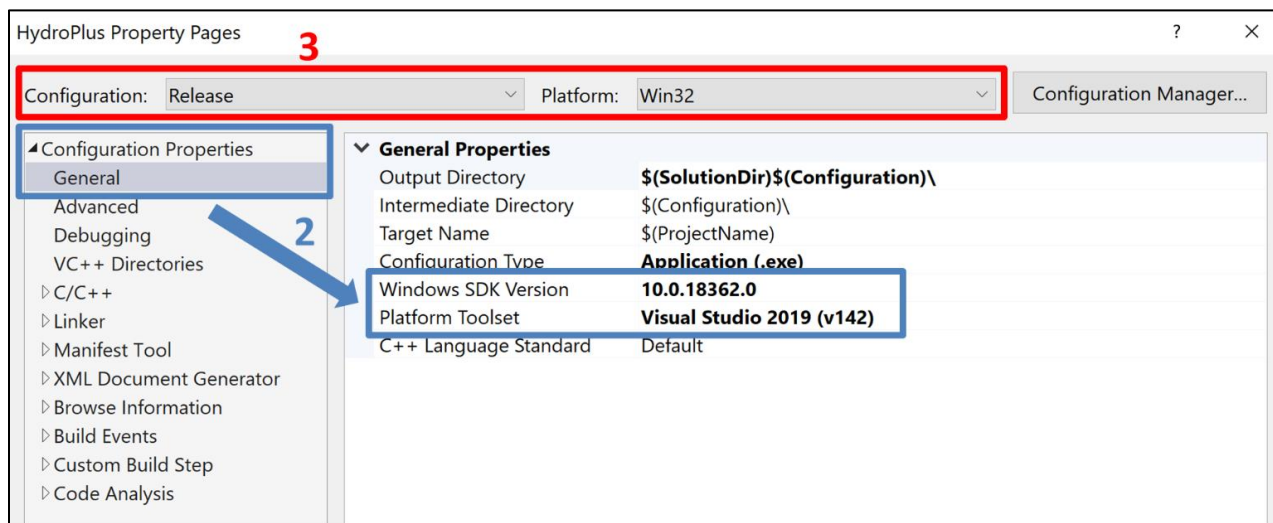 HydroPlus Property Pages ? ×
3
Configuration: Release Platform: Win32 Configuration Manager...
Configuration Properties
General
Advanced
Debugging
VC++ Directories
C/C++
Linker
Manifest Tool
XML Document Generator
Browse Information
Build Events
Custom Build Step
Code Analysis
2
General Properties
Output Directory $(SolutionDir)$(Configuration)\
Intermediate Directory $(Configuration)\
Target Name $(ProjectName)
Configuration Type Application (.exe)
Windows SDK Version 10.0.18362.0
Platform Toolset Visual Studio 2019 (v142)
C++ Language Standard Default